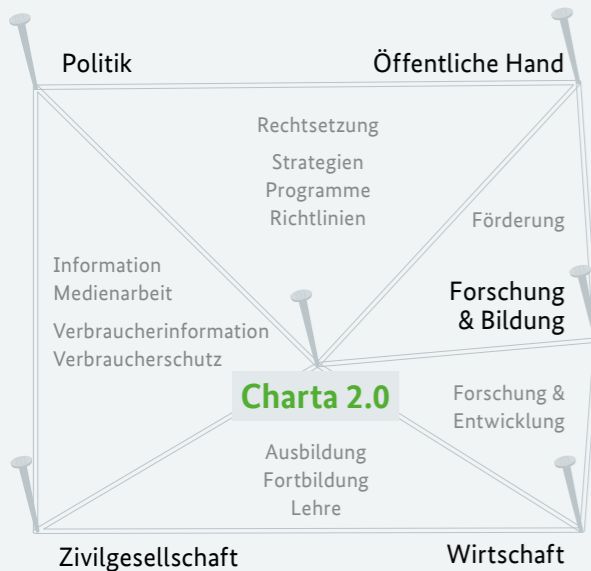 Politik
Öffentliche Hand
Rechtsetzung
Strategien
Programme
Richtlinien
Förderung
Information
Medienarbeit
Verbraucherinformation
Verbraucherschutz
Forschung
& Bildung
Charta 2.0
Forschung &
Entwicklung
Ausbildung
Fortbildung
Lehre
Zivilgesellschaft
Wirtschaft